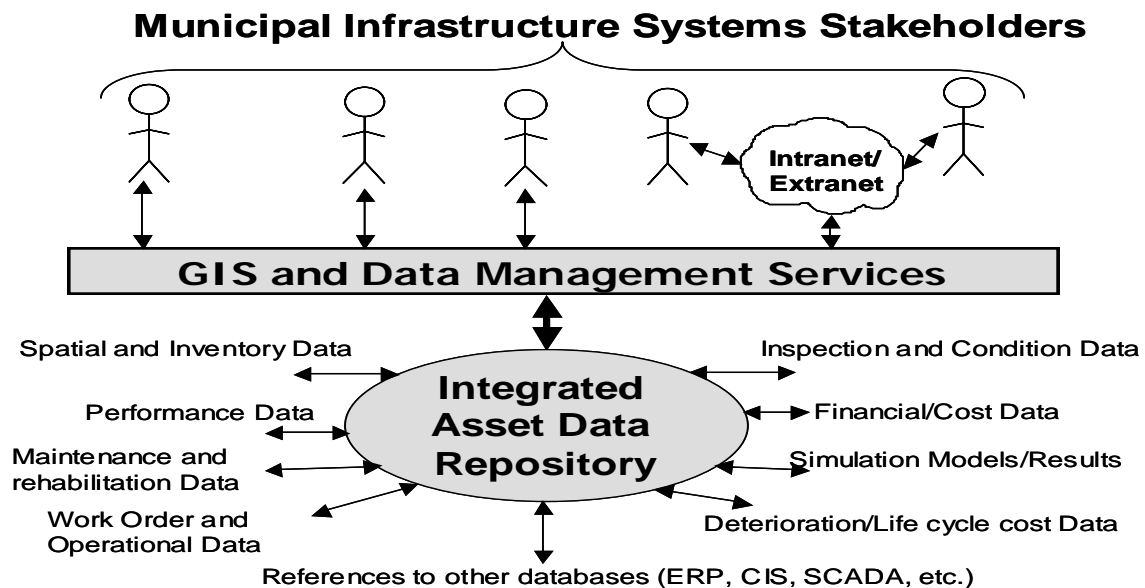 Municipal Infrastructure Systems Stakeholders
Intranet/
Extranet
GIS and Data Management Services
Spatial and Inventory Data
Inspection and Condition Data
Integrated
Asset Data
Repository
Performance Data
Financial/Cost Data
Maintenance and
rehabilitation Data
Simulation Models/Results
Work Order and
Operational Data
Deterioration/Life cycle cost Data
References to other databases (ERP, CIS, SCADA, etc.)